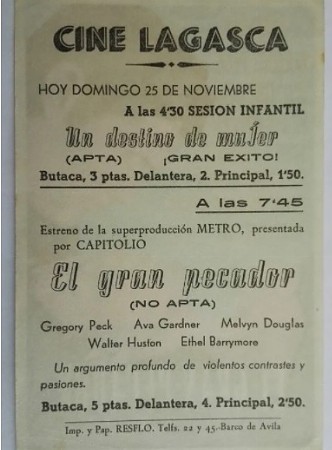 CINE LAGASCA
HOY DOMINGO 25 DE NOVIEMBRE
A las 4'30 SESION INFANTIL
Un destino de mujer
(APTA) ¡GRAN EXITO!
Butaca, 3 ptas. Delantera, 2. Principal, 1'50.
A las 7'45
Estreno de la superproducción METRO, presentada
por CAPITOLIO
El gran pecador
(NO APTA)
Gregory Peck Ava Gardner Melvyn Douglas
Walter Huston Ethel Barrymore
Un argumento profundo de violentos contrastes y
pasiones.
Butaca, 5 ptas. Delantera, 4. Principal, 2'50.
Imp. y Pap. RESFLO. Telfs. 22 y 45.-Barco de Avila